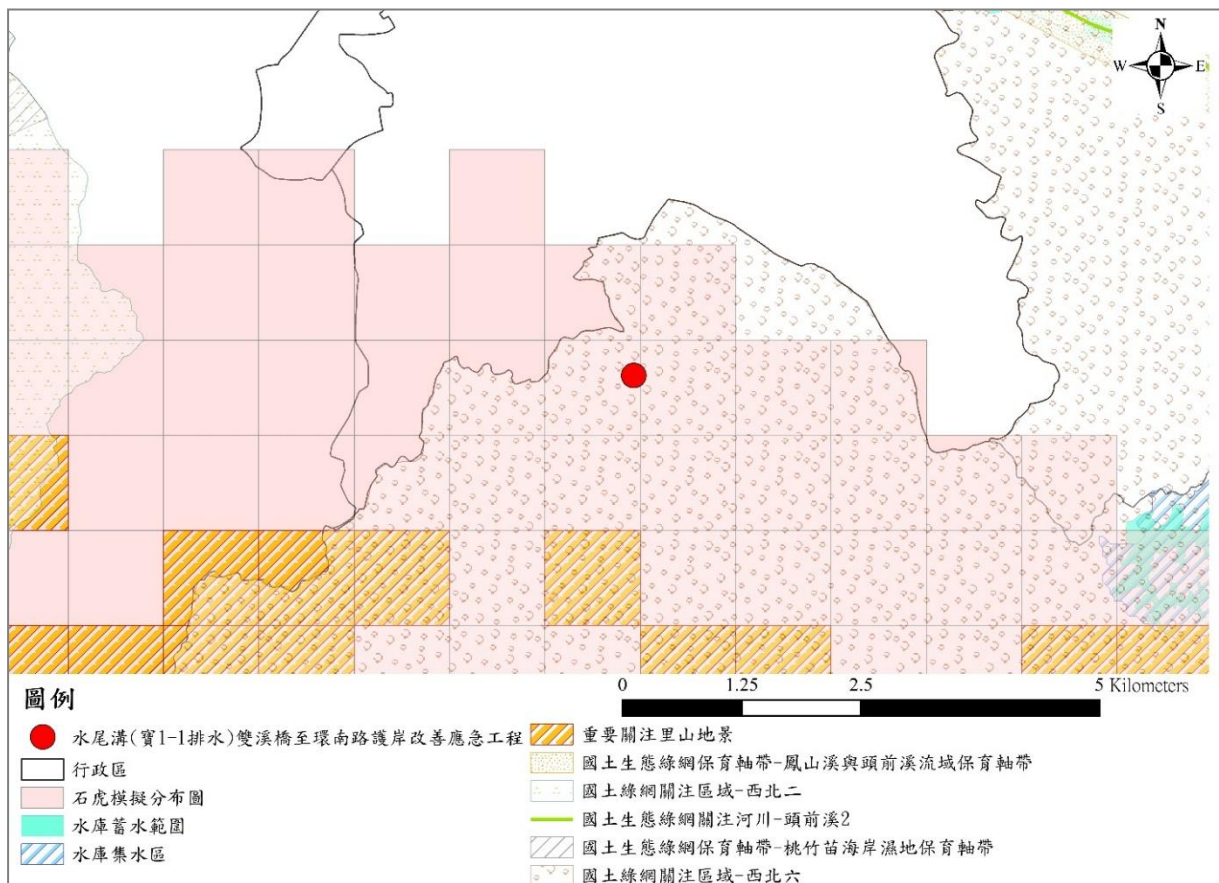 N
W E
S
0 1.25 2.5 5 Kilometers
圖例
水尾溝(寶1-1排水)雙溪橋至環南路護岸改善應急工程
行政區
石虎模擬分布圖
水庫蓄水範圍
水庫集水區
重要關注里山地景
國土生態綠網保育軸帶-鳳山溪與頭前溪流域保育軸帶
國土綠網關注區域-西北二
國土生態綠網關注河川-頭前溪2
國土生態綠網保育軸帶-桃竹苗海岸濕地保育軸帶
國土綠網關注區域-西北六